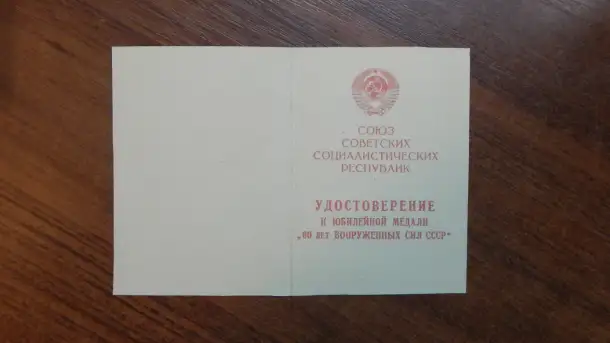 СОЮЗ
СОВЕТСКИХ
СОЦИАЛИСТИЧЕСКИХ
РЕСПУБЛИК
УДОСТОВЕРЕНИЕ
К ЮБИЛЕЙНОЙ МЕДАЛИ
„60 ЛЕТ ВООРУЖЕННЫХ СИЛ СССР“